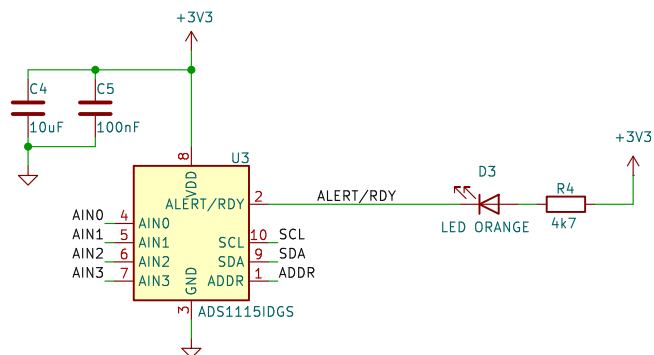 +3V3
C4
C5
10uF
100nF
U3
8
VDD
+3V3
D3
R4
ALERT/RDY
2
ALERT/RDY
LED ORANGE
4k7
AIN0
4
AIN0
AIN1
5
AIN1
SCL
10
SCL
AIN2
6
AIN2
SDA
9
SDA
AIN3
7
AIN3
ADDR
1
ADDR
GND
3
ADS1115IDGS